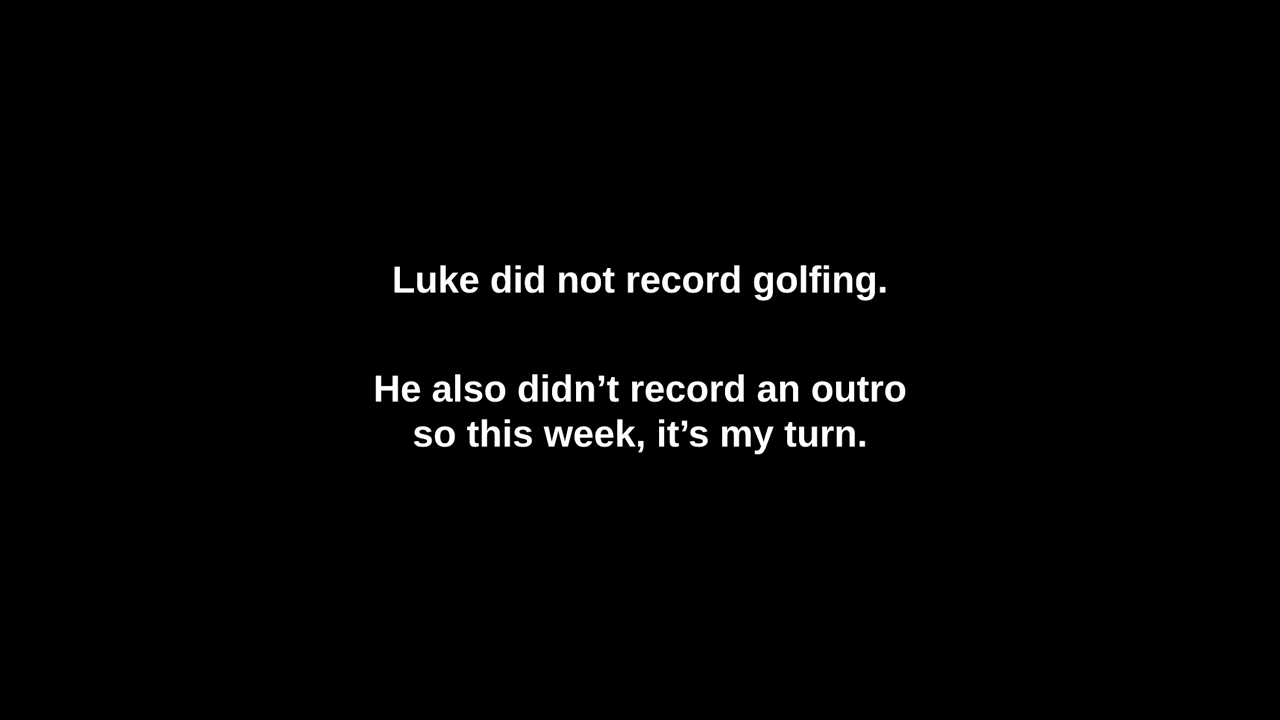 Luke did not record golfing.
He also didn’t record an outro
so this week, it’s my turn.